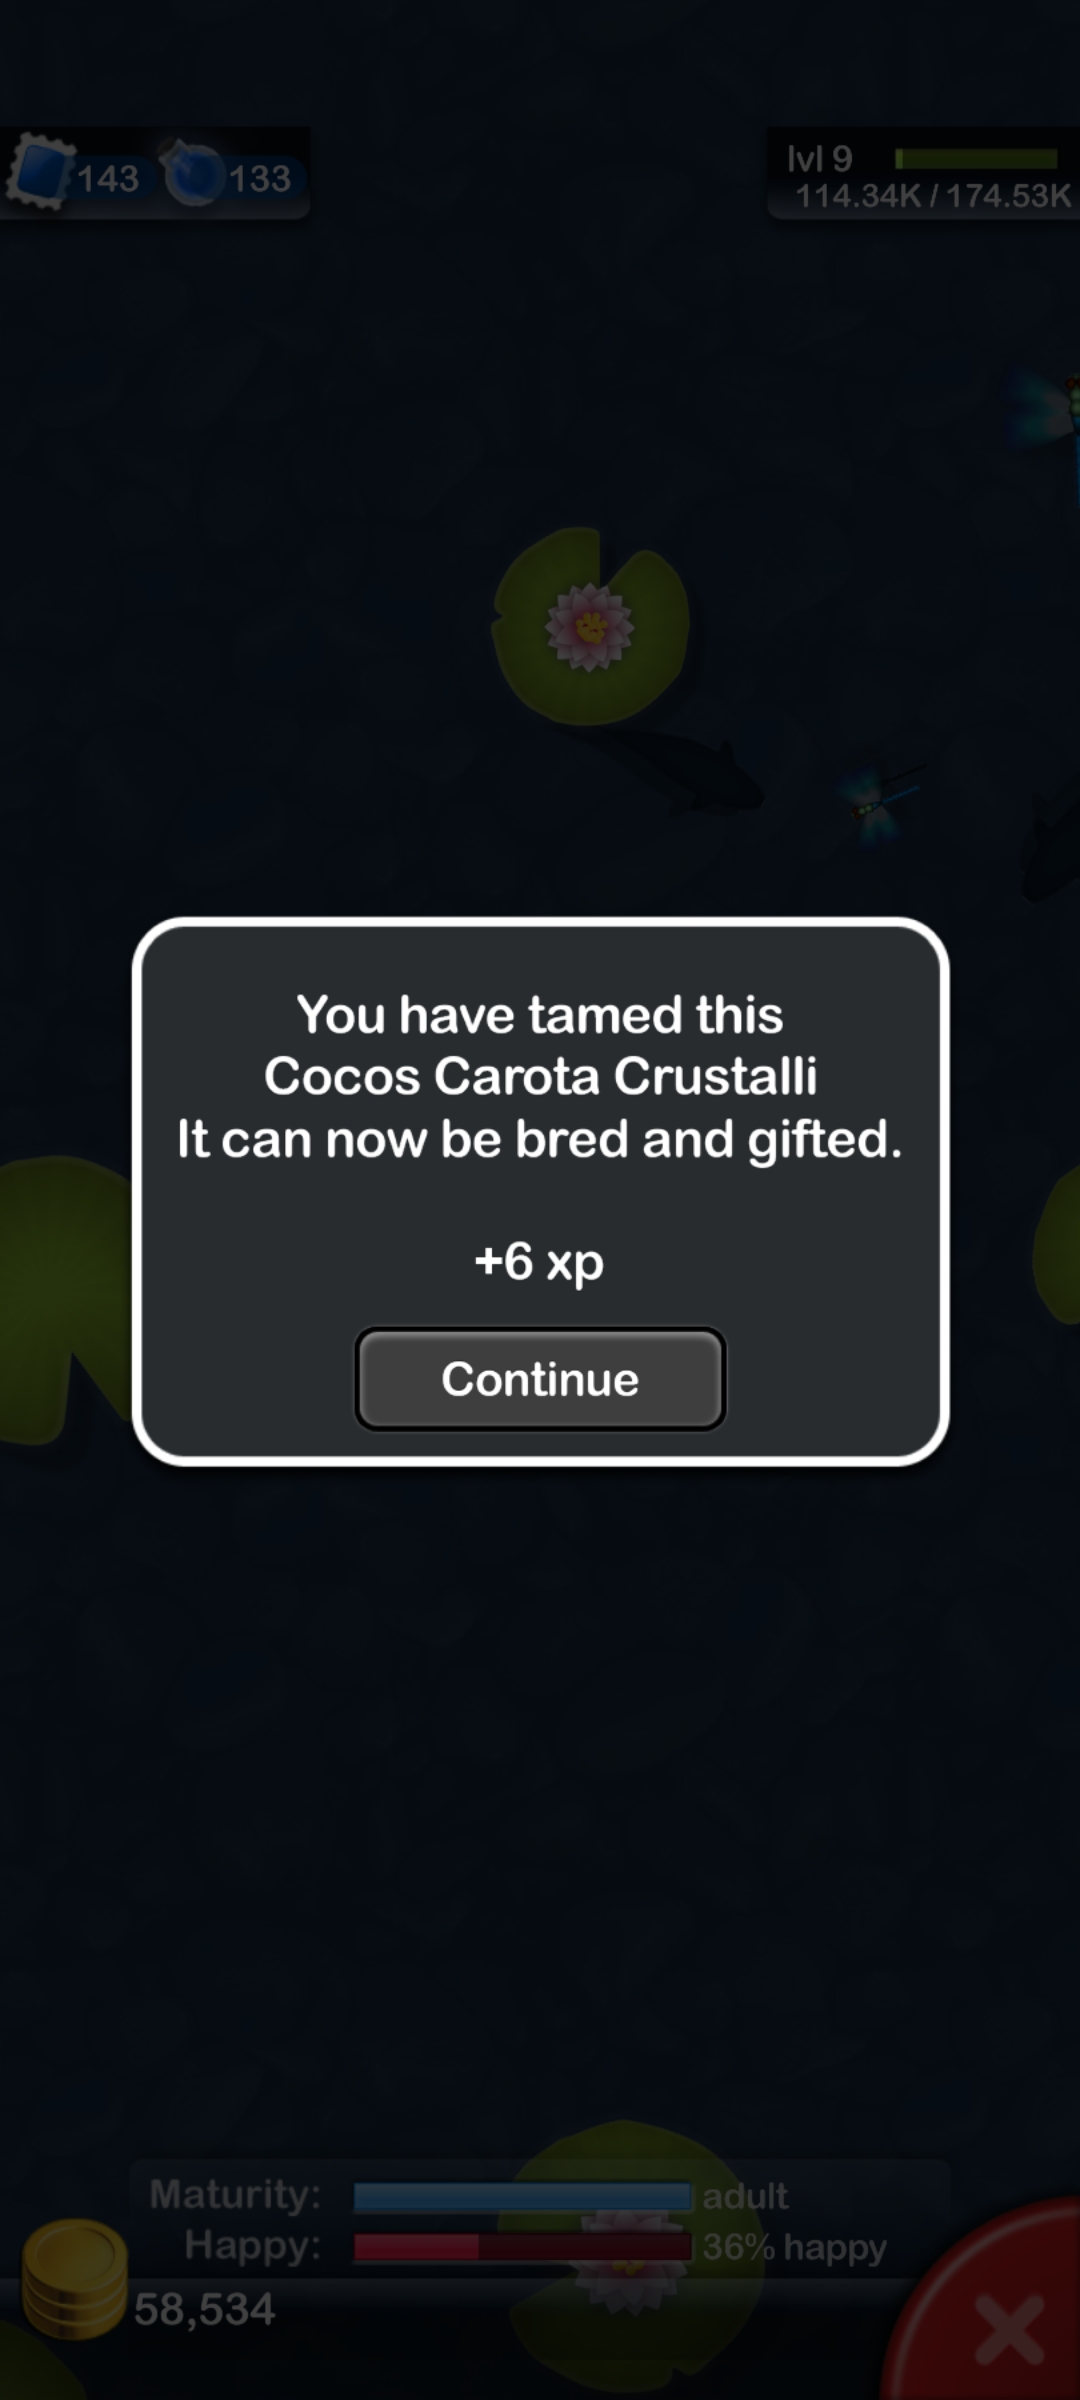 143 133
lvl 9
114.34K / 174.53K
You have tamed this
Cocos Carota Crustalli
It can now be bred and gifted.
+6 xp
Continue
Maturity: adult
Happy: 36% happy
58,534